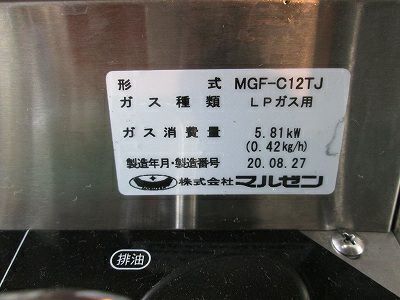 形式 MGF-C12TJ
ガス種類 LPガス用
ガス消費量 5.81kW
(0.42kg/h)
製造年月・製造番号 20.08.27
株式会社マルゼン
排油